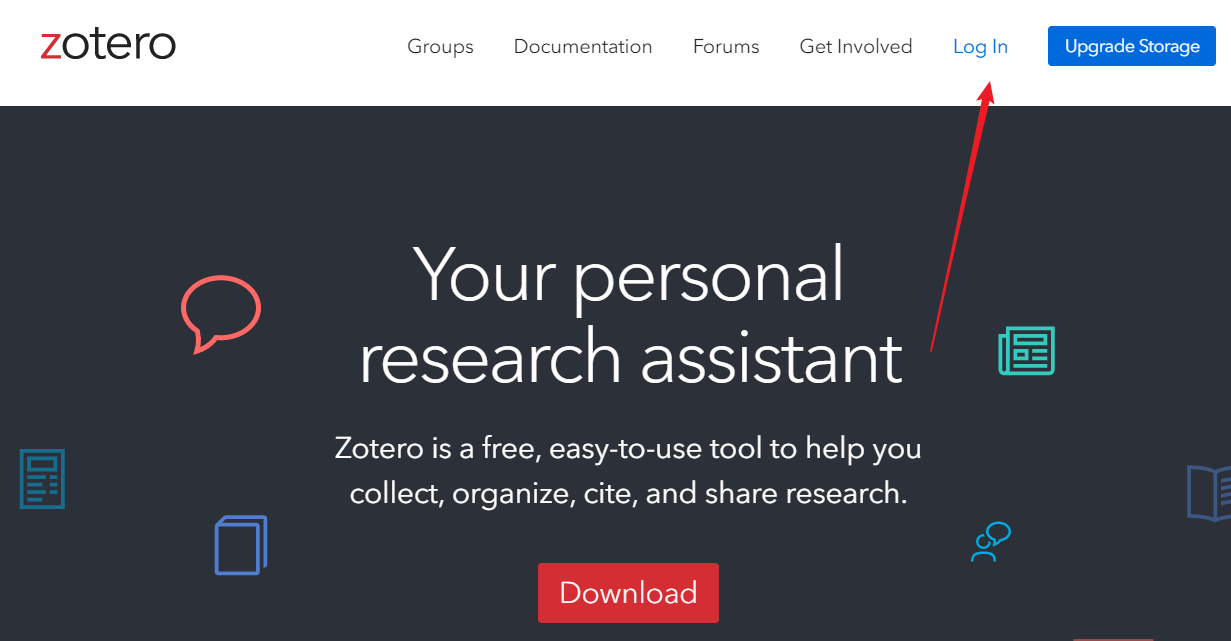 zotero
Groups Documentation Forums Get Involved Log In Upgrade Storage
Your personal
research assistant
Zotero is a free, easy-to-use tool to help you
collect, organize, cite, and share research.
Download